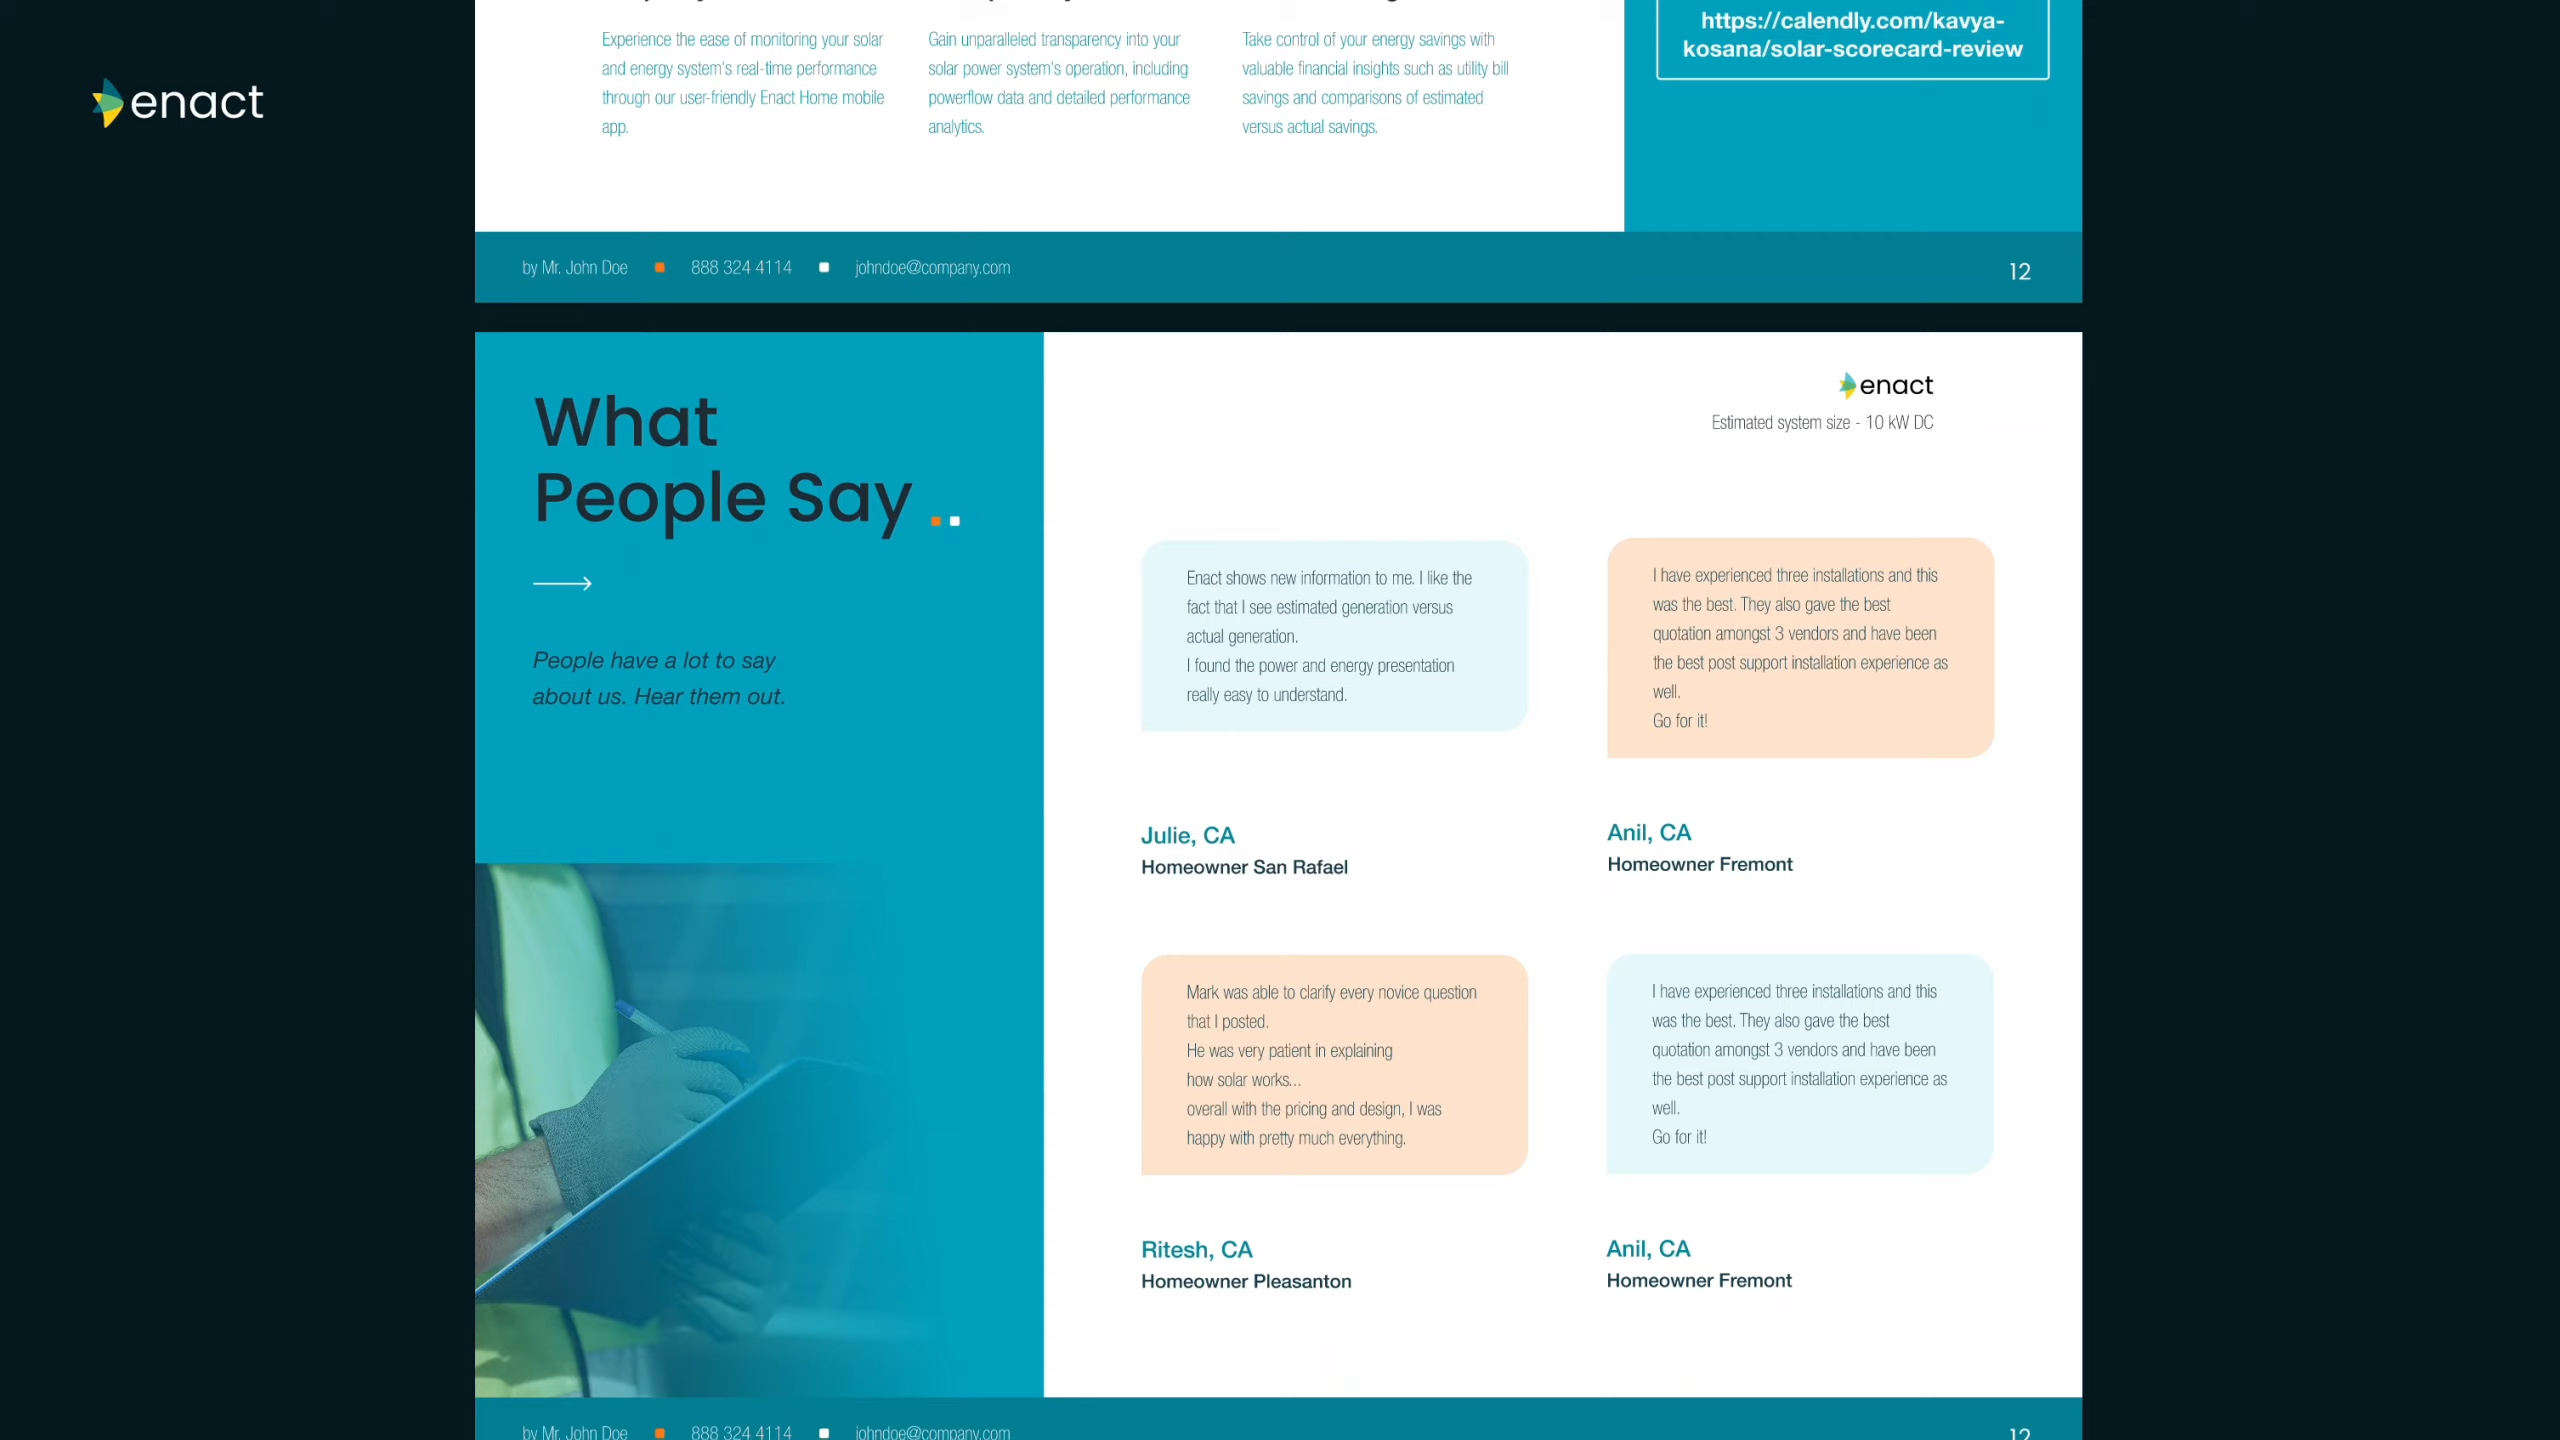 enact
Experience the ease of monitoring your solar
and energy system's real-time performance
through our user-friendly Enact Home mobile
app.
Gain unparalleled transparency into your
solar power system's operation, including
powerflow data and detailed performance
analytics.
Take control of your energy savings with
valuable financial insights such as utility bill
savings and comparisons of estimated
versus actual savings.
https://calendly.com/kavya-
kosana/solar-scorecard-review
by Mr. John Doe 888 324 4114 johndoe@company.com 12
What
People Say
People have a lot to say
about us. Hear them out.
enact
Estimated system size - 10 kW DC
Enact shows new information to me. I like the
fact that I see estimated generation versus
actual generation.
I found the power and energy presentation
really easy to understand.
Julie, CA
Homeowner San Rafael
I have experienced three installations and this
was the best. They also gave the best
quotation amongst 3 vendors and have been
the best post support installation experience as
well.
Go for it!
Anil, CA
Homeowner Fremont
Mark was able to clarify every novice question
that I posted.
He was very patient in explaining
how solar works...
overall with the pricing and design, I was
happy with pretty much everything.
Ritesh, CA
Homeowner Pleasanton
I have experienced three installations and this
was the best. They also gave the best
quotation amongst 3 vendors and have been
the best post support installation experience as
well.
Go for it!
Anil, CA
Homeowner Fremont
by Mr. John Doe 888 324 4114 johndoe@company.com 12